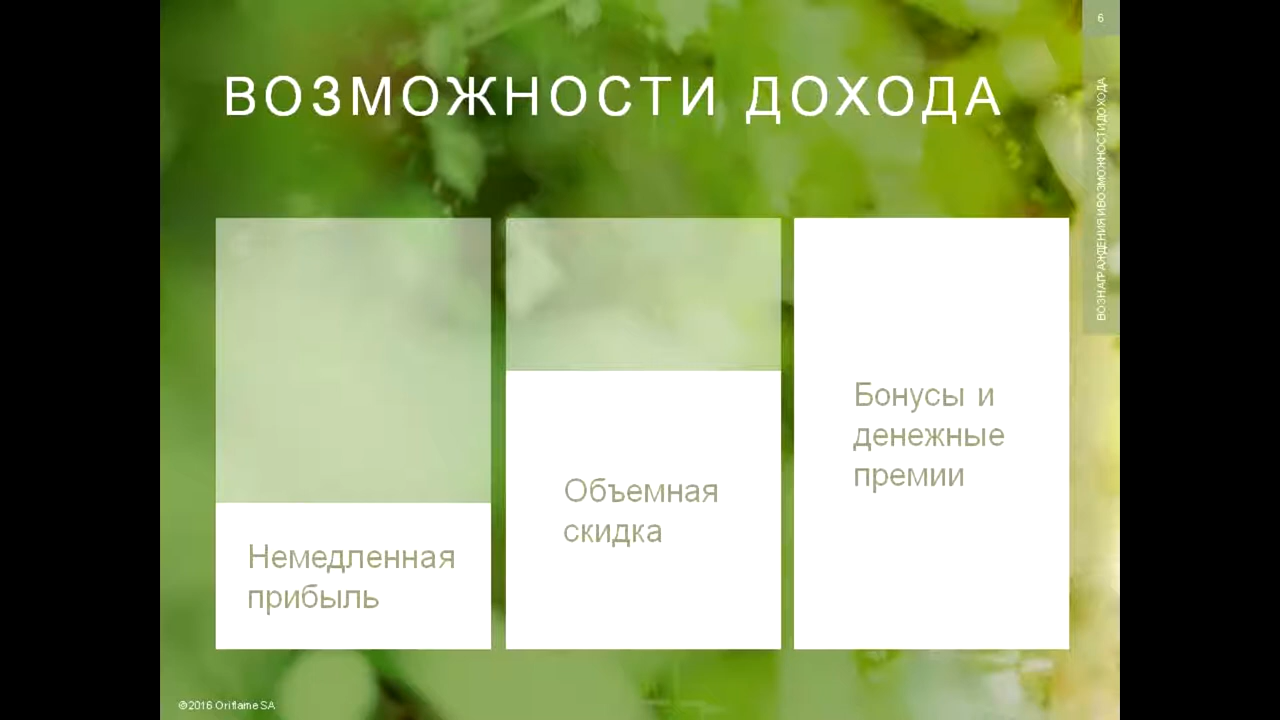 6
ВОЗМОЖНОСТИ ДОХОДА
ВОЗНАГРАЖДЕНИЯ И ВОЗМОЖНОСТИ ДОХОДА
Немедленная
прибыль
Объемная
скидка
Бонусы и
денежные
премии
©2016 Oriflame SA